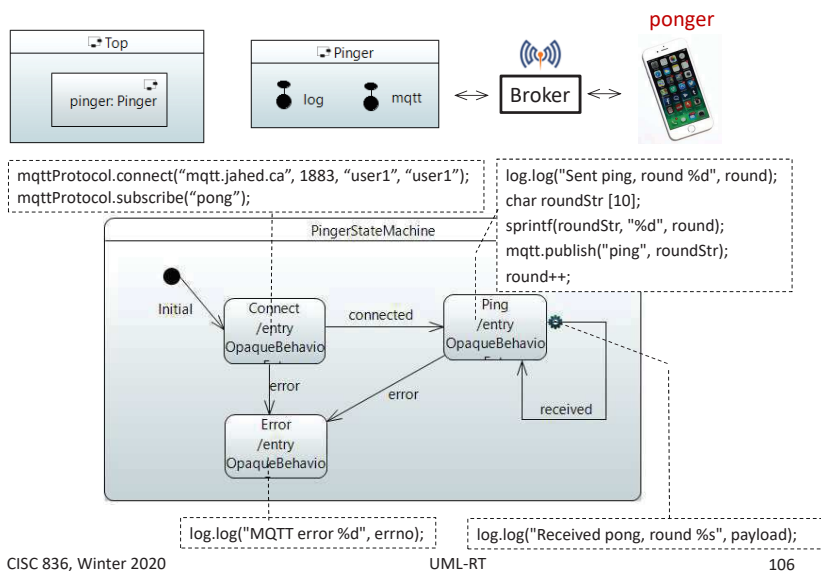 ponger
Top
pinger: Pinger
Pinger
log
mqtt
Broker
mqttProtocol.connect(“mqtt.jahed.ca”, 1883, “user1”, “user1”);
mqttProtocol.subscribe(“pong”);
log.log("Sent ping, round %d", round);
char roundStr [10];
sprintf(roundStr, "%d", round);
mqtt.publish("ping", roundStr);
round++;
PingerStateMachine
Initial
Connect
/entry
OpaqueBehavio
connected
Ping
/entry
OpaqueBehavio
error
error
received
Error
/entry
OpaqueBehavio
log.log("MQTT error %d", errno);
log.log("Received pong, round %s", payload);
CISC 836, Winter 2020
UML-RT
106